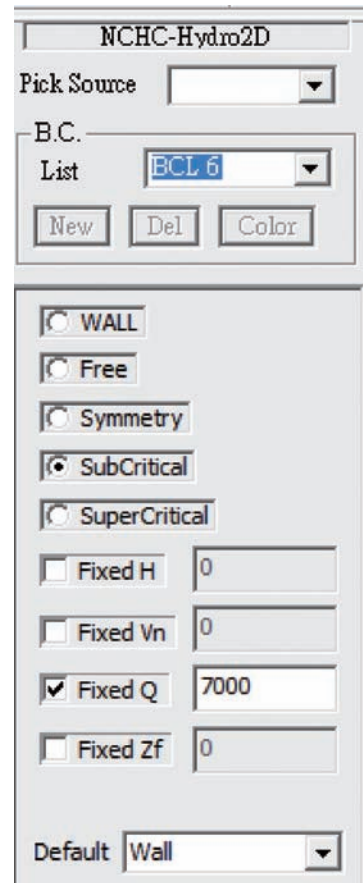 NCHC-Hydro2D
Pick Source
B.C.
List BCL 6
New Del Color
WALL
Free
Symmetry
SubCritical
SuperCritical
Fixed H 0
Fixed Vn 0
Fixed Q 7000
Fixed Zf 0
Default Wall